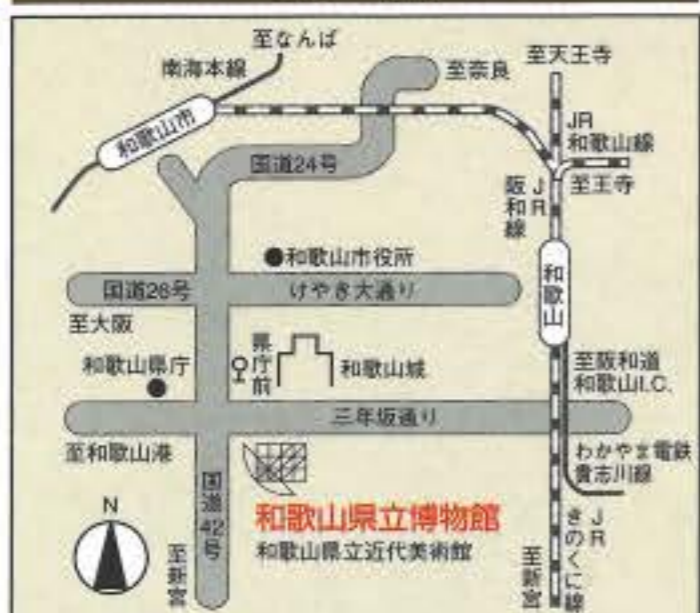 至なんば
南海本線
和歌山市
至奈良
至天王寺
JR
和歌山線
至王寺
JR
阪和線
国道24号
和歌山市役所
国道26号
けやき大通り
和歌山
至大阪
和歌山県庁
県庁前
和歌山城
至阪和道
和歌山I.C.
三年坂通り
至和歌山港
わかやま電鉄
貴志川線
国道42号
和歌山県立博物館
和歌山県立近代美術館
N
至新宮
JR
きのくに線
至新宮